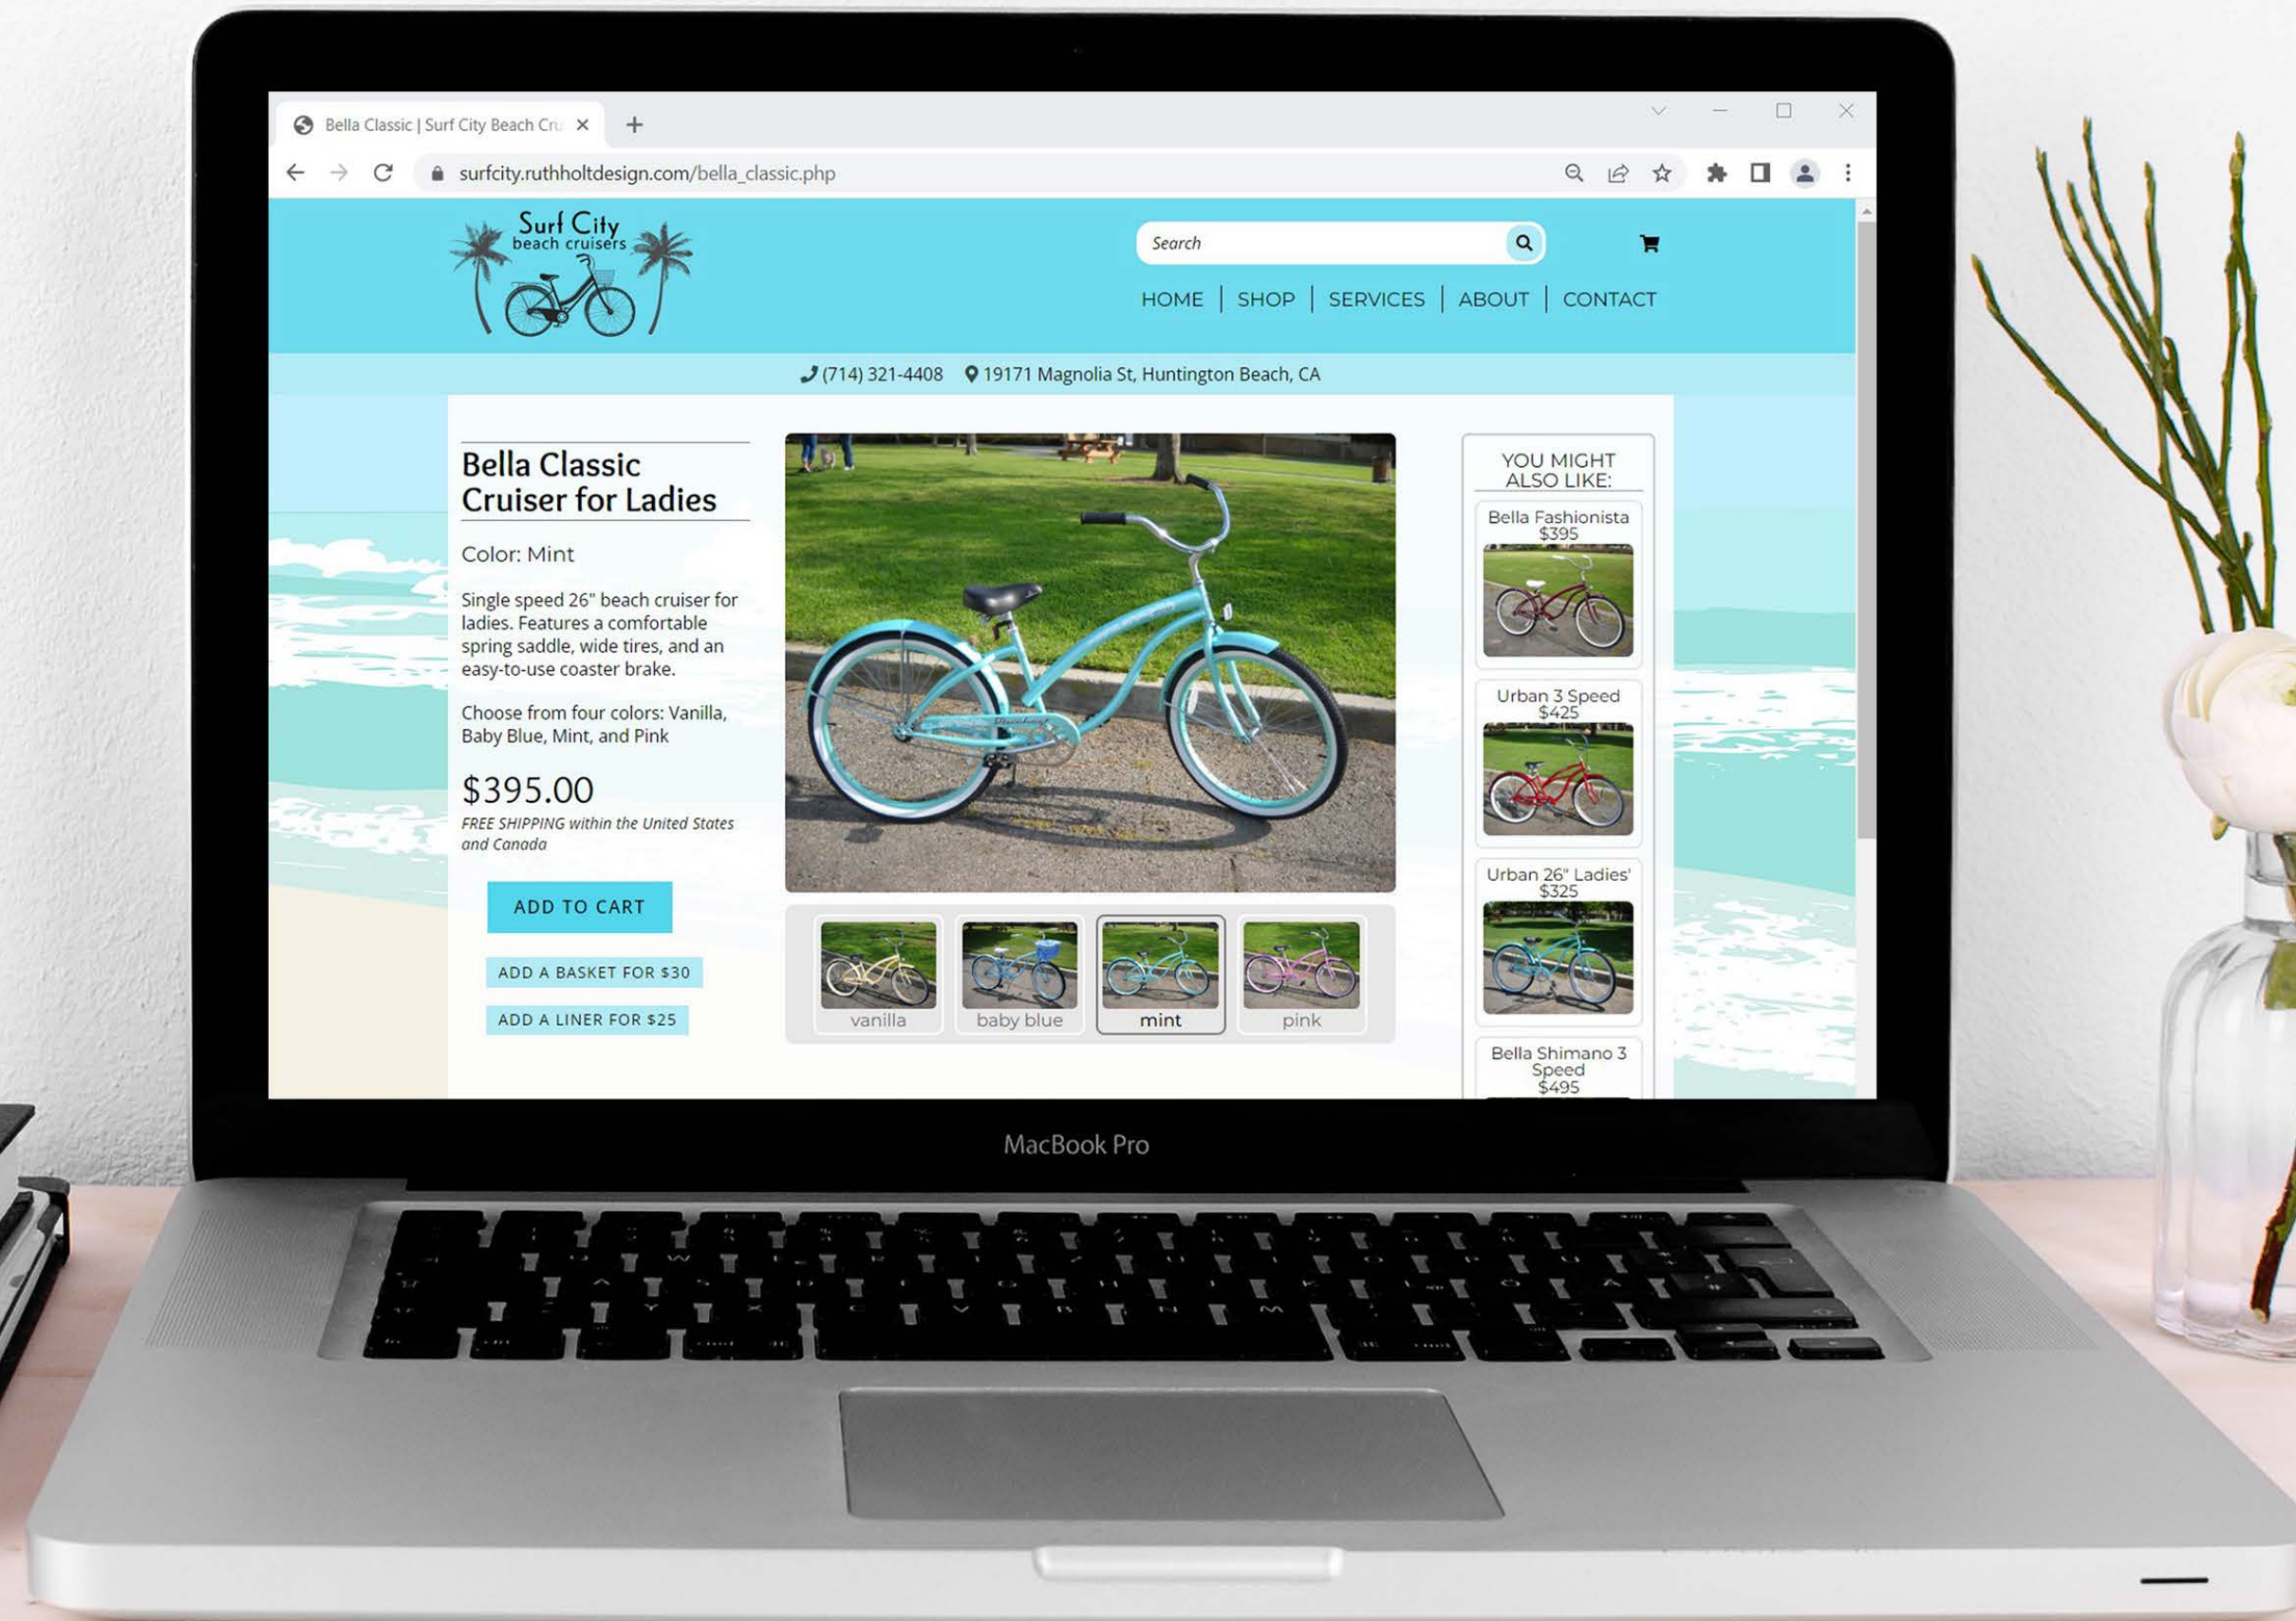 Bella Classic | Surf City Beach Cru
surfcity.ruthholtdesign.com/bella_classic.php
Surf City
beach cruisers
Search
HOME | SHOP | SERVICES | ABOUT | CONTACT
(714) 321-4408 19171 Magnolia St, Huntington Beach, CA
Bella Classic
Cruiser for Ladies
Color: Mint
Single speed 26" beach cruiser for
ladies. Features a comfortable
spring saddle, wide tires, and an
easy-to-use coaster brake.
Choose from four colors: Vanilla,
Baby Blue, Mint, and Pink
$395.00
FREE SHIPPING within the United States
and Canada
ADD TO CART
ADD A BASKET FOR $30
ADD A LINER FOR $25
vanilla
baby blue
mint
pink
YOU MIGHT
ALSO LIKE:
Bella Fashionista
$395
Urban 3 Speed
$425
Urban 26" Ladies'
$325
Bella Shimano 3
Speed
$495
MacBook Pro